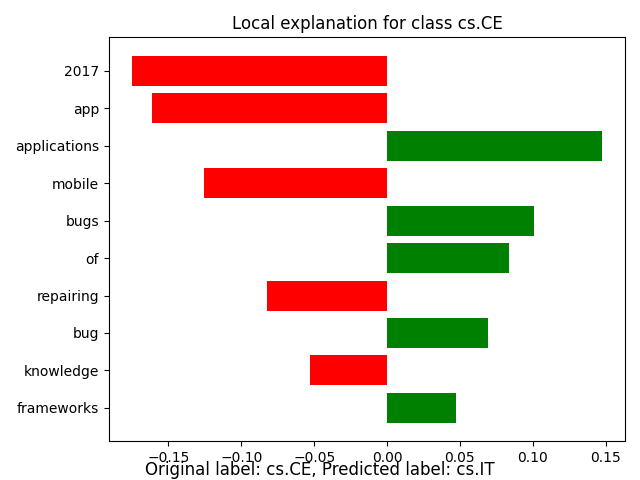 Local explanation for class cs.CE
2017
app
applications
mobile
bugs
of
repairing
bug
knowledge
frameworks
−0.15 −0.10 −0.05 0.00 0.05 0.10 0.15
Original label: cs.CE, Predicted label: cs.IT